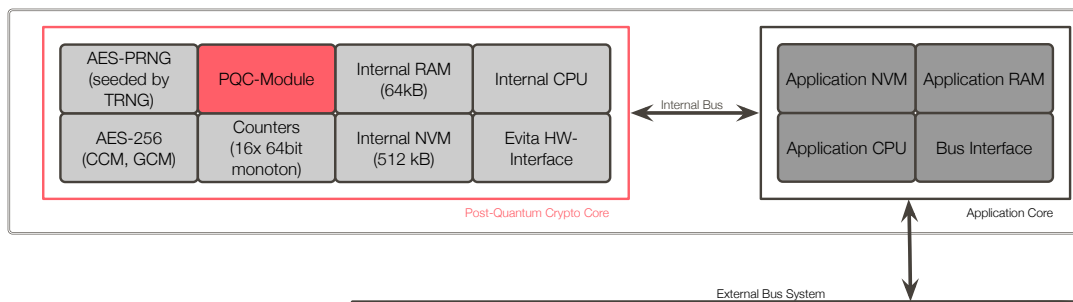 AES-PRNG
(seeded by
TRNG)
PQC-Module
Internal RAM
(64kB)
Internal CPU
AES-256
(CCM, GCM)
Counters
(16x 64bit
monoton)
Internal NVM
(512 kB)
Evita HW-
Interface
Post-Quantum Crypto Core
Internal Bus
Application NVM
Application RAM
Application CPU
Bus Interface
Application Core
External Bus System